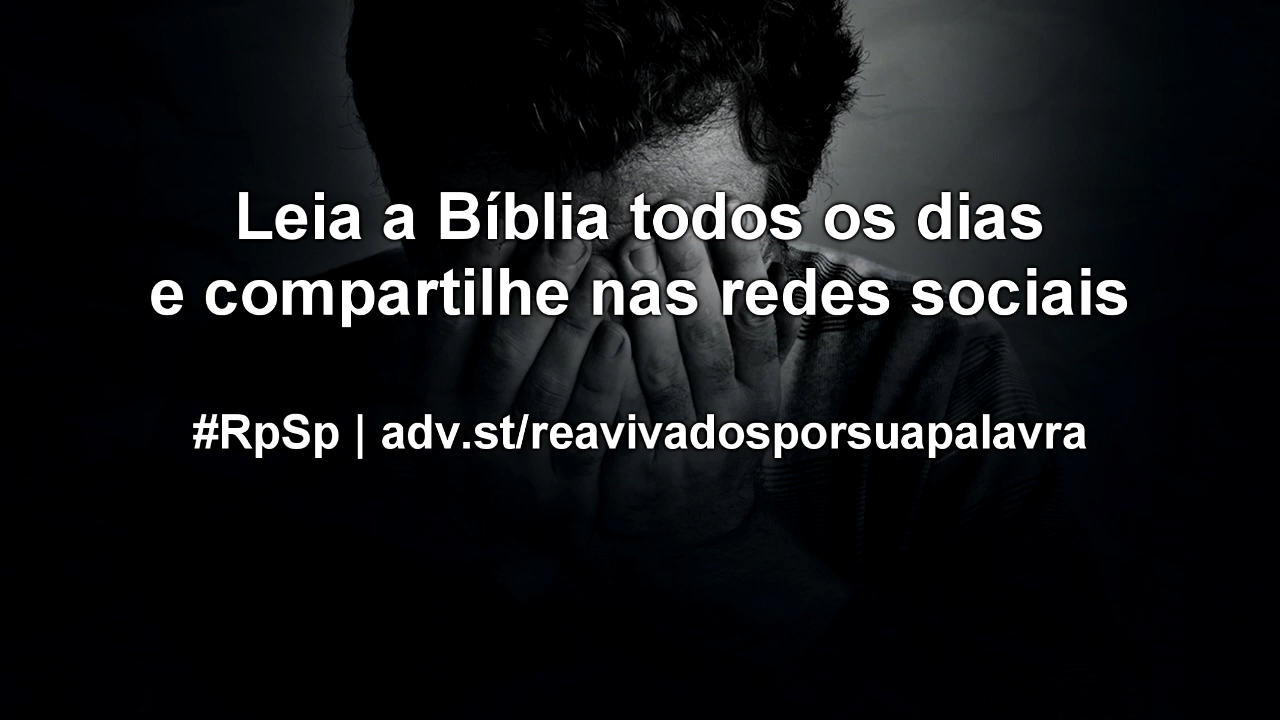 Leia a Bíblia todos os dias
e compartilhe nas redes sociais
#RpSp | adv.st/reavivadosporsuapalavra